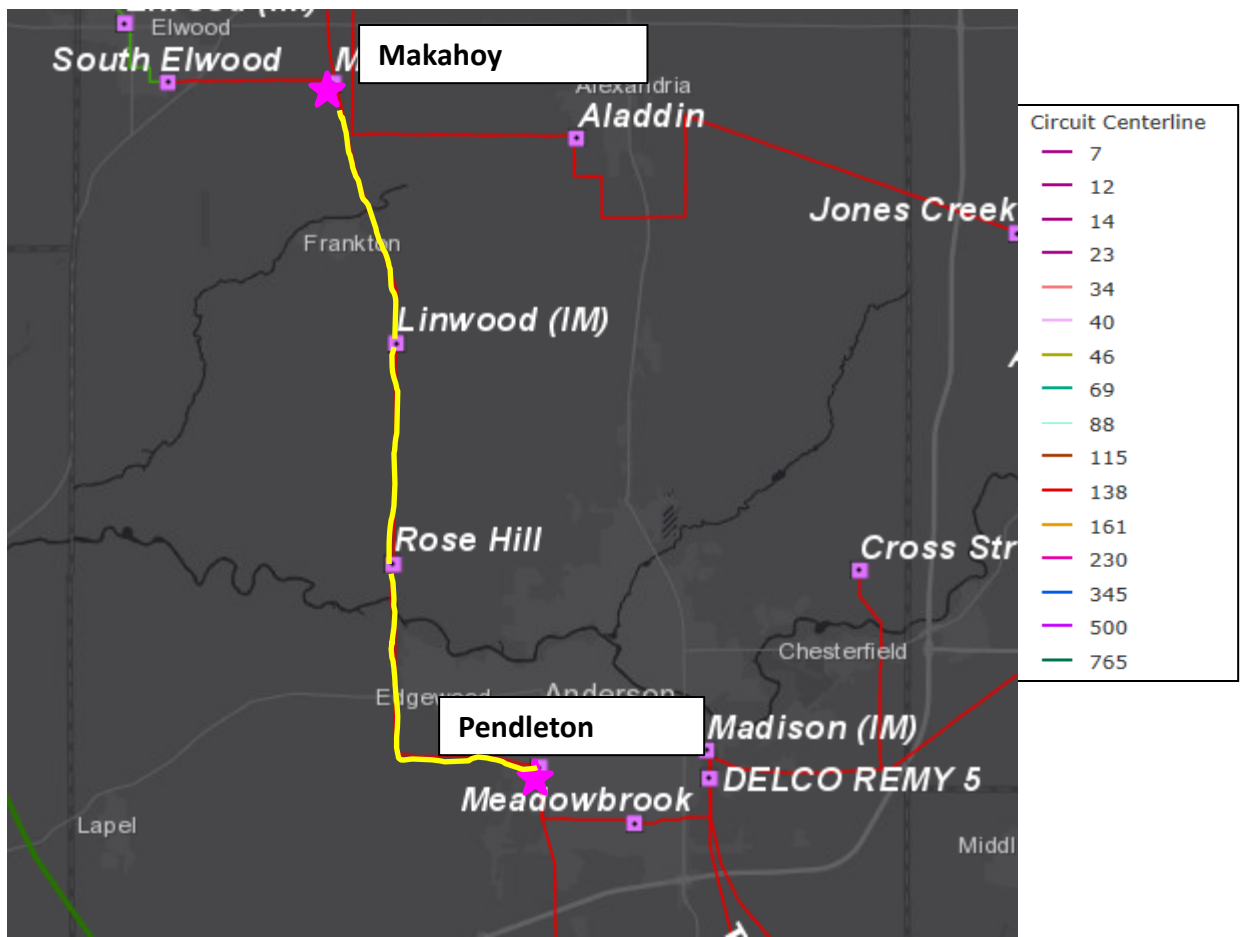 Elwood
South Elwood
Makahoy
Alexandria
Aladdin
Jones Creek
Frankton
Linwood (IM)
Rose Hill
Cross Str
Chesterfield
Edgewood
Anderson
Pendleton
Madison (IM)
DELCO REMY 5
Meadowbrook
Lapel
Middl
Circuit Centerline
7
12
14
23
34
40
46
69
88
115
138
161
230
345
500
765